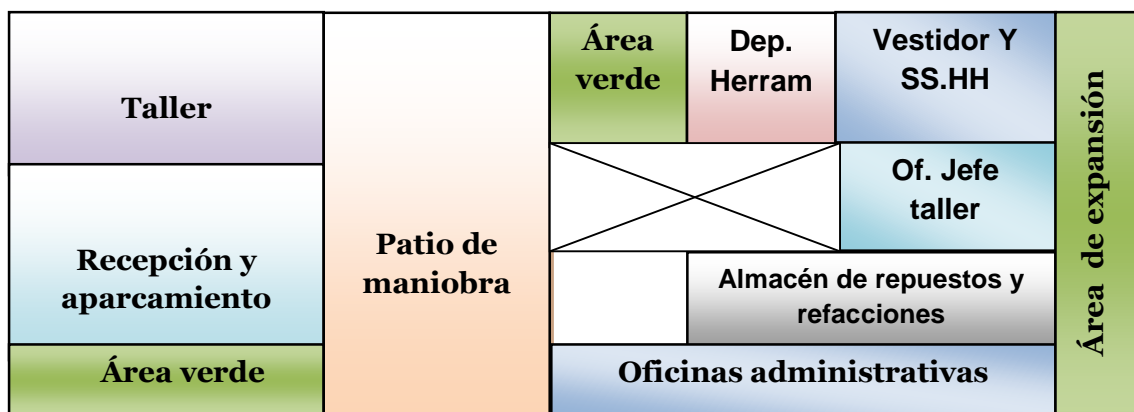 Taller
Recepción y
aparcamiento
Área verde
Patio de
maniobra
Área
verde
Dep.
Herram
Vestidor Y
SS.HH
Of. Jefe
taller
Almacén de repuestos y
refacciones
Oficinas administrativas
Área de expansión